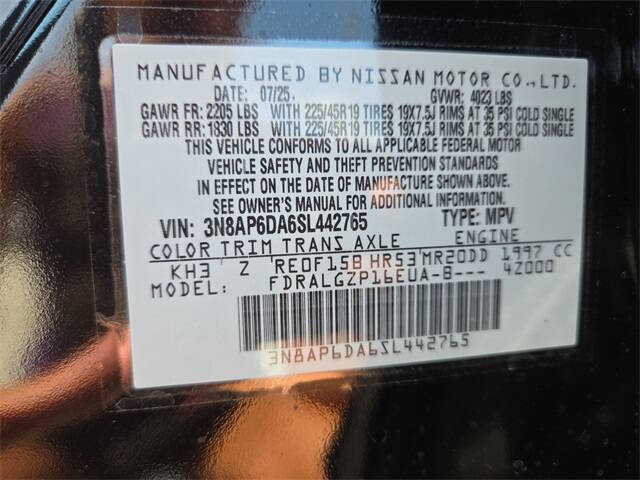 MANUFACTURED BY NISSAN MOTOR CO.,LTD.
DATE: 07/25. GVWR: 4023 LBS
GAWR FR: 2205 LBS WITH 225/45R19 TIRES 19X7.5J RIMS AT 35 PSI COLD SINGLE
GAWR RR: 1830 LBS WITH 225/45R19 TIRES 19X7.5J RIMS AT 35 PSI COLD SINGLE
THIS VEHICLE CONFORMS TO ALL APPLICABLE FEDERAL MOTOR
VEHICLE SAFETY AND THEFT PREVENTION STANDARDS
IN EFFECT ON THE DATE OF MANUFACTURE SHOWN ABOVE.
SEE OWNER'S MANUAL FOR ADDITIONAL INFORMATION.
VIN: 3N8AP6DA6SL442765 TYPE: MPV
COLOR TRIM TRANS AXLE ENGINE
KH3 Z 'RE0F15B HR53'MR20DD 1997 CC
FDRALGZP16EUA-B--- 4Z000
3N8AP6DA6SL442765